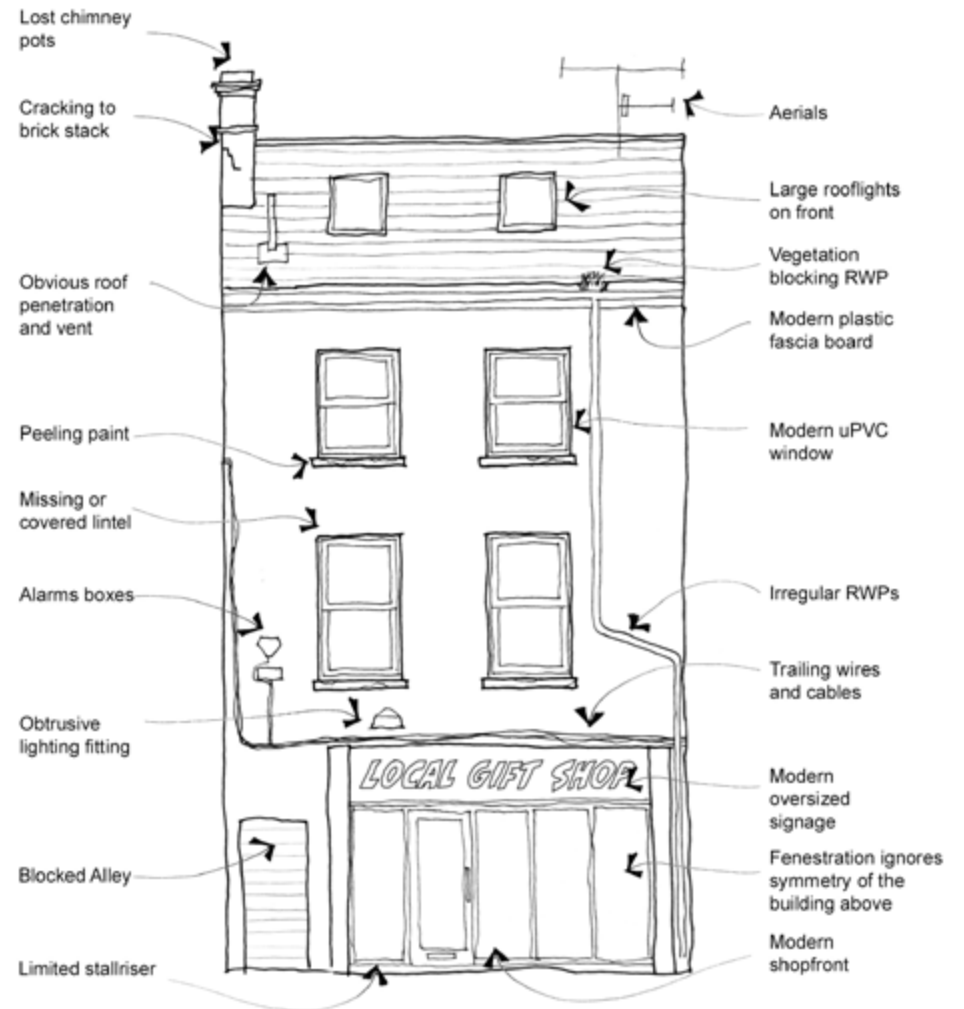 Lost chimney
pots
Cracking to
brick stack
Obvious roof
penetration
and vent
Peeling paint
Missing or
covered lintel
Alarms boxes
Obtrusive
lighting fitting
Blocked Alley
Limited stallriser
LOCAL GIFT SHOP
Aerials
Large rooflights
on front
Vegetation
blocking RWP
Modern plastic
fascia board
Modern uPVC
window
Irregular RWPs
Trailing wires
and cables
Modern
oversized
signage
Fenestration ignores
symmetry of the
building above
Modern
shopfront